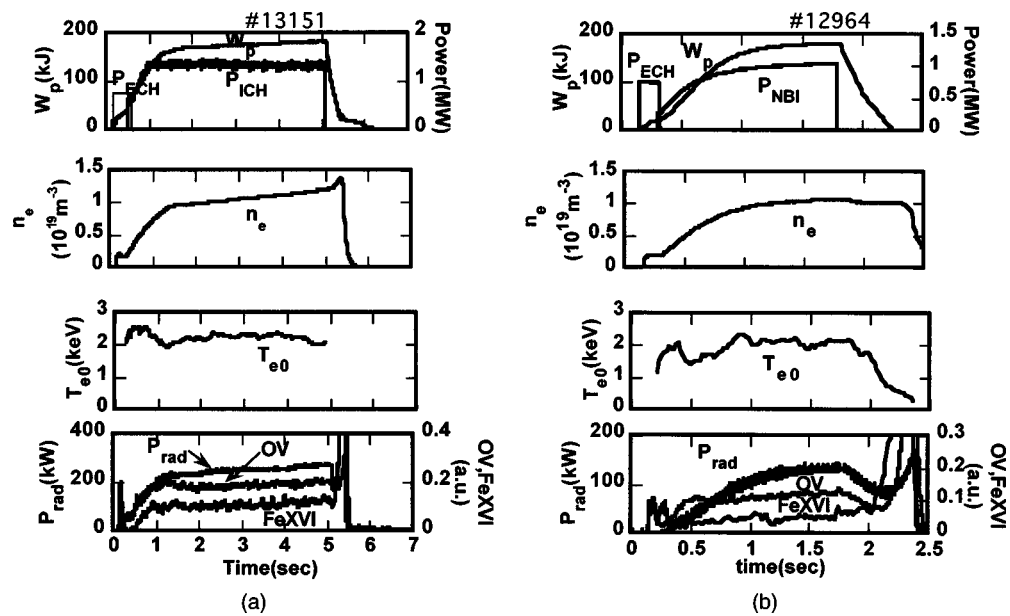 #13151
200
100
0
W_p(kJ)
W_p
P_ECH
P_ICH
2
1
0
Power(MW)
1.5
1
0.5
0
n_e
(10^19 m^-3)
n_e
3
2
1
0
T_e0(keV)
T_e0
400
200
0
P_rad(kW)
P_rad
OV
FeXVI
0.4
0.2
0
OV,FeXVI
(a.u.)
0 1 2 3 4 5 6 7
Time(sec)
(a)
#12964
200
100
0
W_p(kJ)
P_ECH
W_p
P_NBI
1.5
1
0.5
0
Power(MW)
1.5
1
0.5
0
n_e
(10^19 m^-3)
n_e
3
2
1
0
T_e0(keV)
T_e0
200
100
0
P_rad(kW)
P_rad
OV
FeXVI
0.3
0.2
0.1
0
OV,FeXVI
(a.u.)
0 0.5 1 1.5 2 2.5
time(sec)
(b)